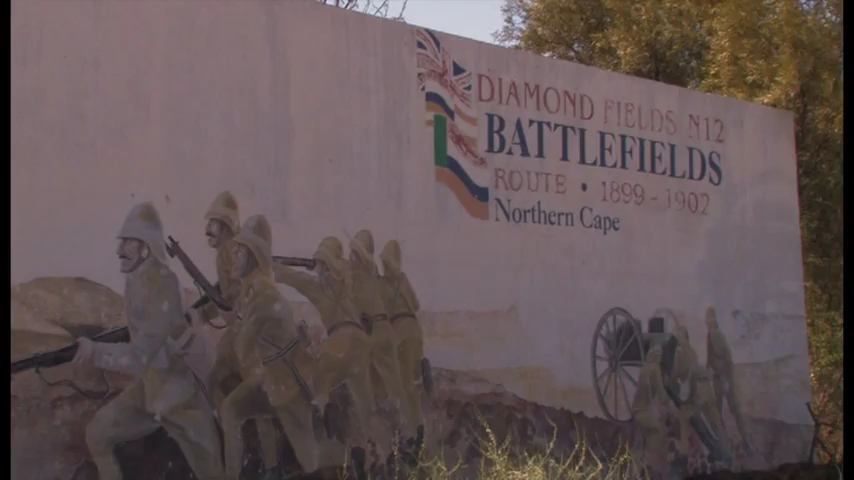 DIAMOND FIELDS N12
BATTLEFIELDS
ROUTE • 1899-1902
Northern Cape